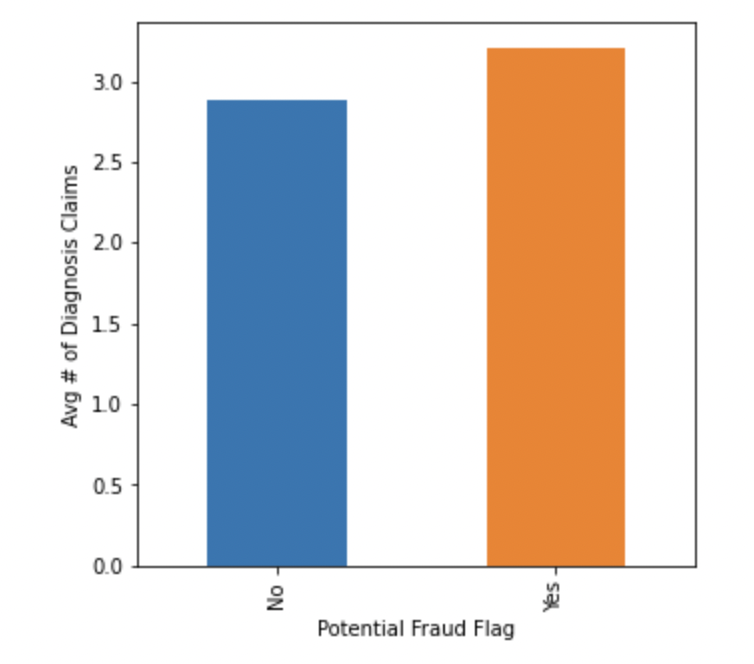 Avg # of Diagnosis Claims
3.0
2.5
2.0
1.5
1.0
0.5
0.0
No
Yes
Potential Fraud Flag